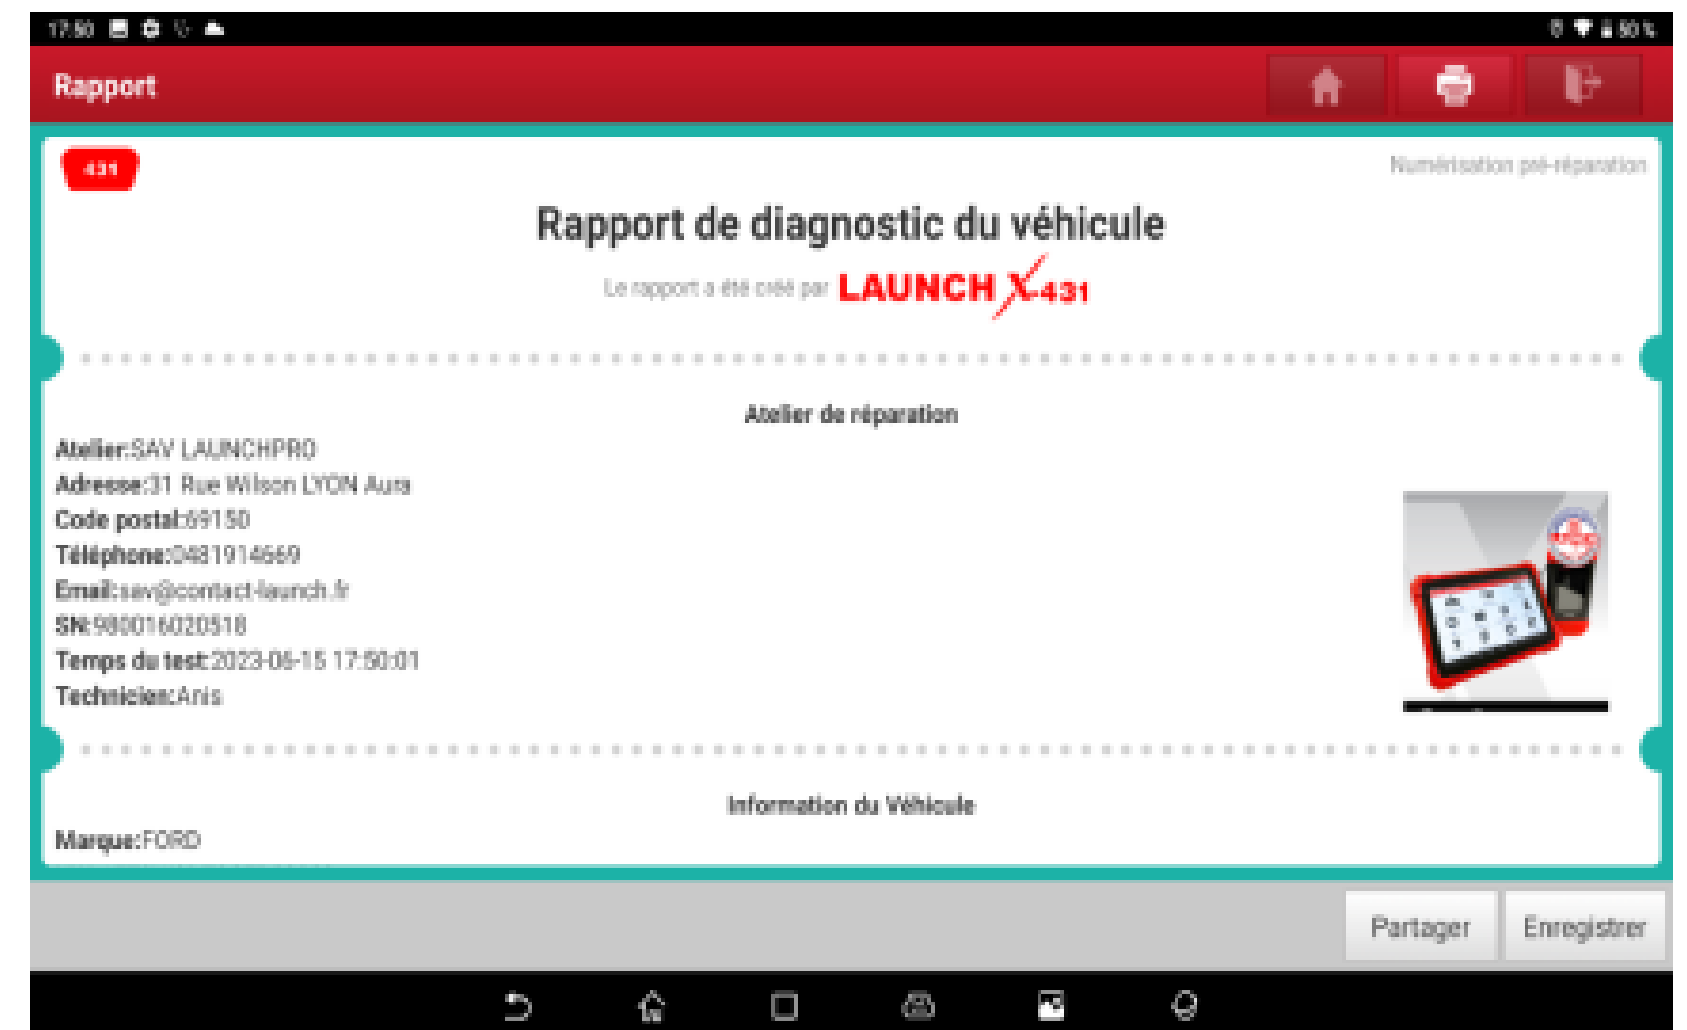 17:50
50 %
Rapport
431
Numérisation pré-réparation
Rapport de diagnostic du véhicule
Le rapport a été créé par LAUNCH X-431
Atelier de réparation
Atelier:SAV LAUNCHPRO
Adresse:31 Rue Wilson LYON Aura
Code postal:69150
Téléphone:0481914669
Email:sav@contact-launch.fr
SN:980016020518
Temps du test:2023-06-15 17:50:01
Technicien:Anis
Information du Véhicule
Marque:FORD
Partager
Enregistrer